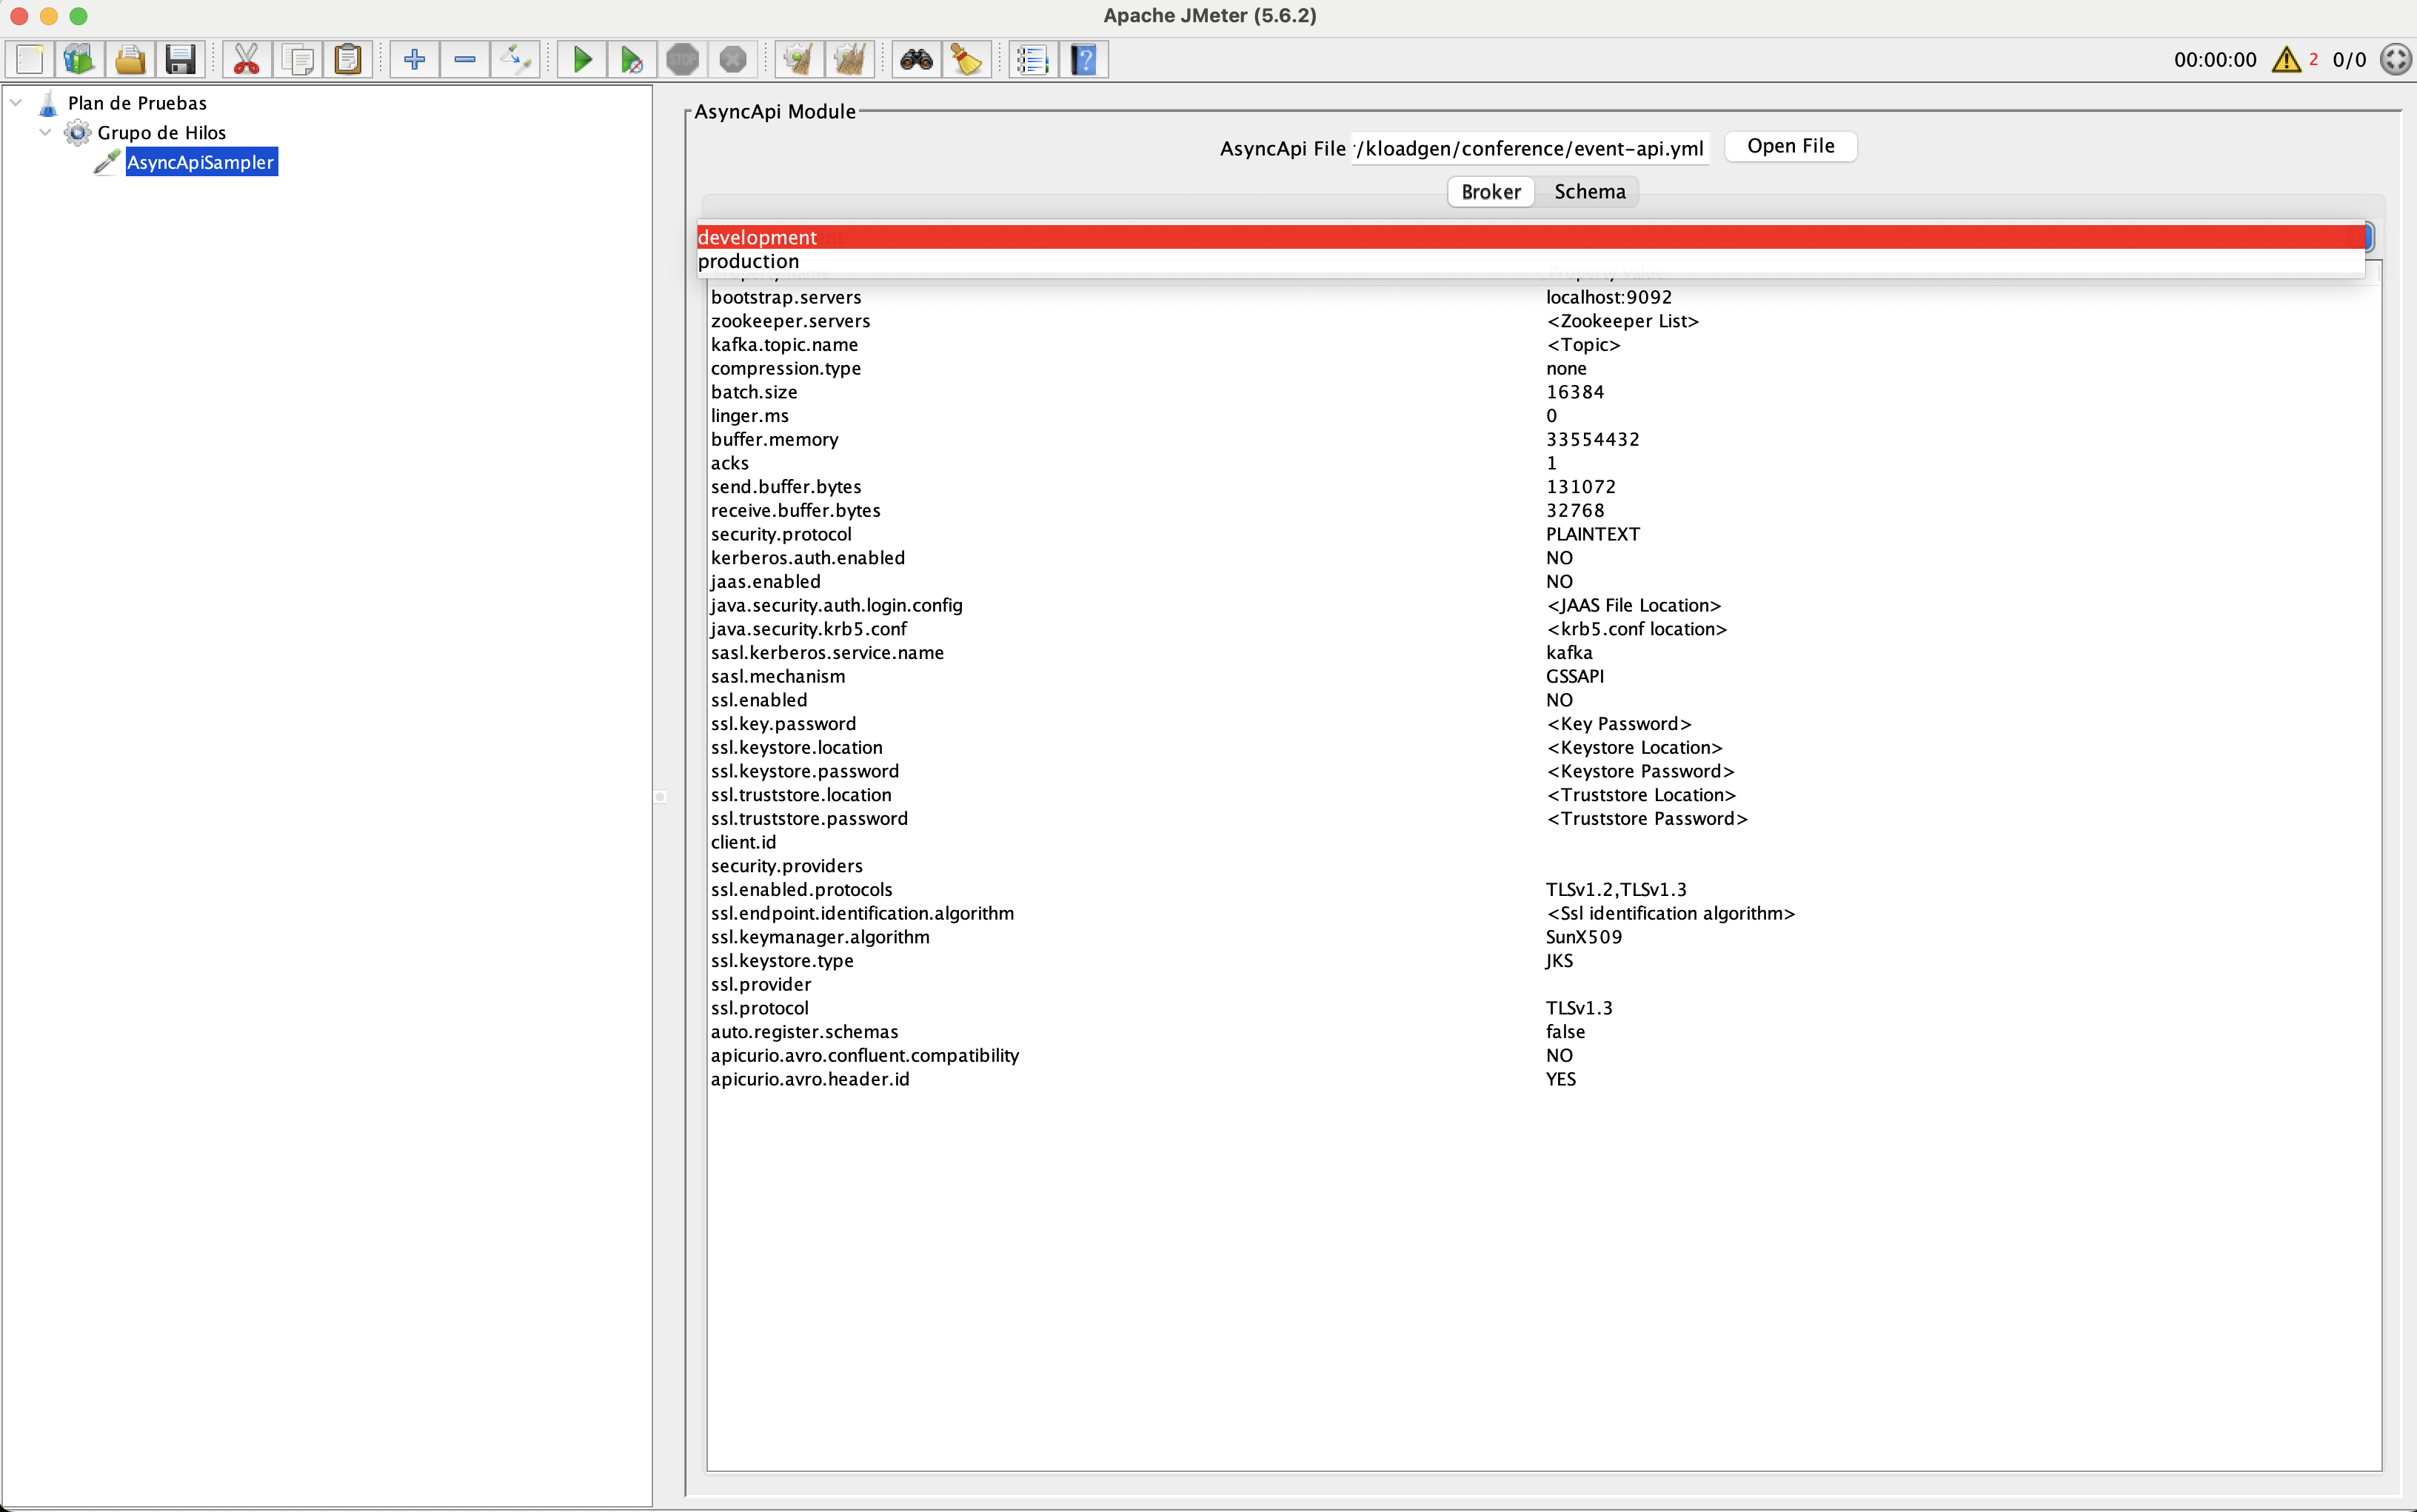 Apache JMeter (5.6.2)
STOP
00:00:00 2 0/0
Plan de Pruebas
Grupo de Hilos
AsyncApiSampler
AsyncApi Module
AsyncApi File /kloadgen/conference/event-api.yml Open File
Broker Schema
development
production
Property Value
bootstrap.servers localhost:9092
zookeeper.servers <Zookeeper List>
kafka.topic.name <Topic>
compression.type none
batch.size 16384
linger.ms 0
buffer.memory 33554432
acks 1
send.buffer.bytes 131072
receive.buffer.bytes 32768
security.protocol PLAINTEXT
kerberos.auth.enabled NO
jaas.enabled NO
java.security.auth.login.config <JAAS File Location>
java.security.krb5.conf <krb5.conf location>
sasl.kerberos.service.name kafka
sasl.mechanism GSSAPI
ssl.enabled NO
ssl.key.password <Key Password>
ssl.keystore.location <Keystore Location>
ssl.keystore.password <Keystore Password>
ssl.truststore.location <Truststore Location>
ssl.truststore.password <Truststore Password>
client.id
security.providers
ssl.enabled.protocols TLSv1.2,TLSv1.3
ssl.endpoint.identification.algorithm <Ssl identification algorithm>
ssl.keymanager.algorithm SunX509
ssl.keystore.type JKS
ssl.provider
ssl.protocol TLSv1.3
auto.register.schemas false
apicurio.avro.confluent.compatibility NO
apicurio.avro.header.id YES